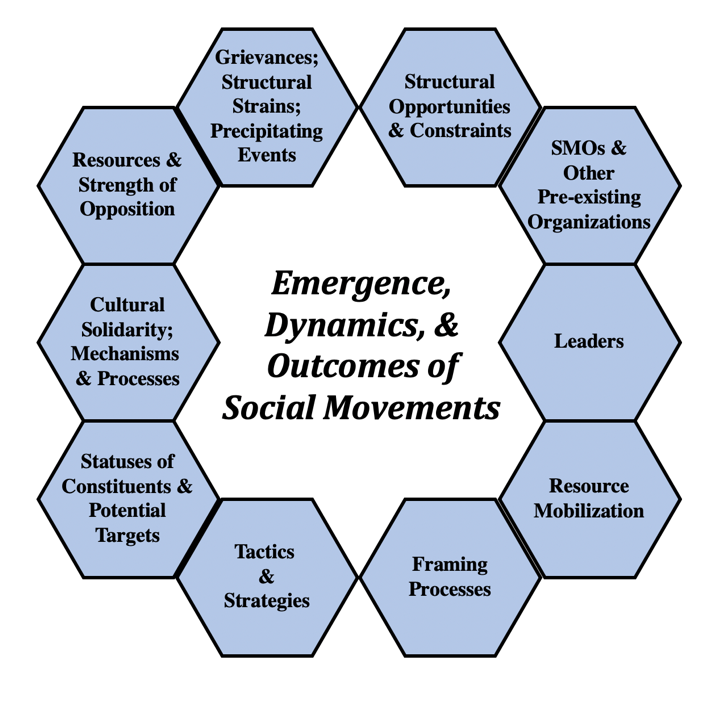 Grievances;
Structural
Strains;
Precipitating
Events
Structural
Opportunities
& Constraints
SMOs &
Other
Pre-existing
Organizations
Leaders
Resource
Mobilization
Framing
Processes
Tactics
&
Strategies
Statuses of
Constituents &
Potential
Targets
Cultural
Solidarity;
Mechanisms
& Processes
Resources &
Strength of
Opposition
Emergence,
Dynamics, &
Outcomes of
Social Movements